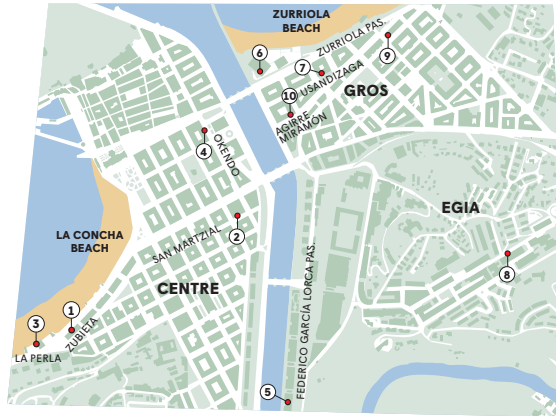 ZURRIOLA
BEACH
ZURRIOLA PAS.
6
9
7
USANDIZAGA
GROS
10
AGIRRE
MIRAMÓN
4
OKENDO
EGIA
LA CONCHA
BEACH
SAN MARTZIAL
2
8
CENTRE
FEDERICO GARCÍA LORCA PAS.
1
3
ZUBIETA
LA PERLA
5